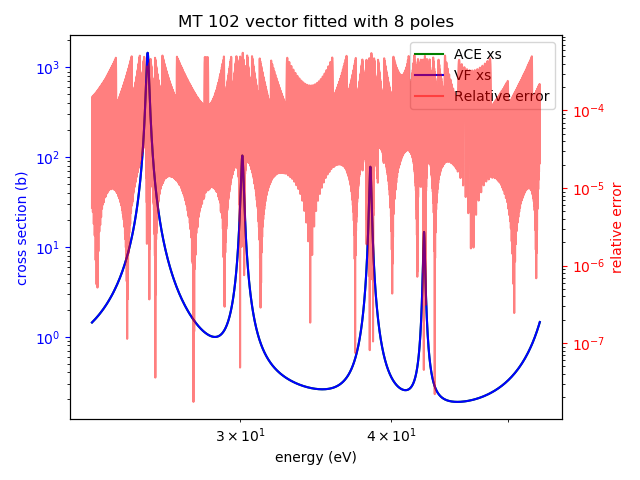 MT 102 vector fitted with 8 poles
ACE xs
VF xs
Relative error
10³
10²
10¹
10⁰
cross section (b)
10⁻⁴
10⁻⁵
10⁻⁶
10⁻⁷
relative error
3 × 10¹
4 × 10¹
energy (eV)